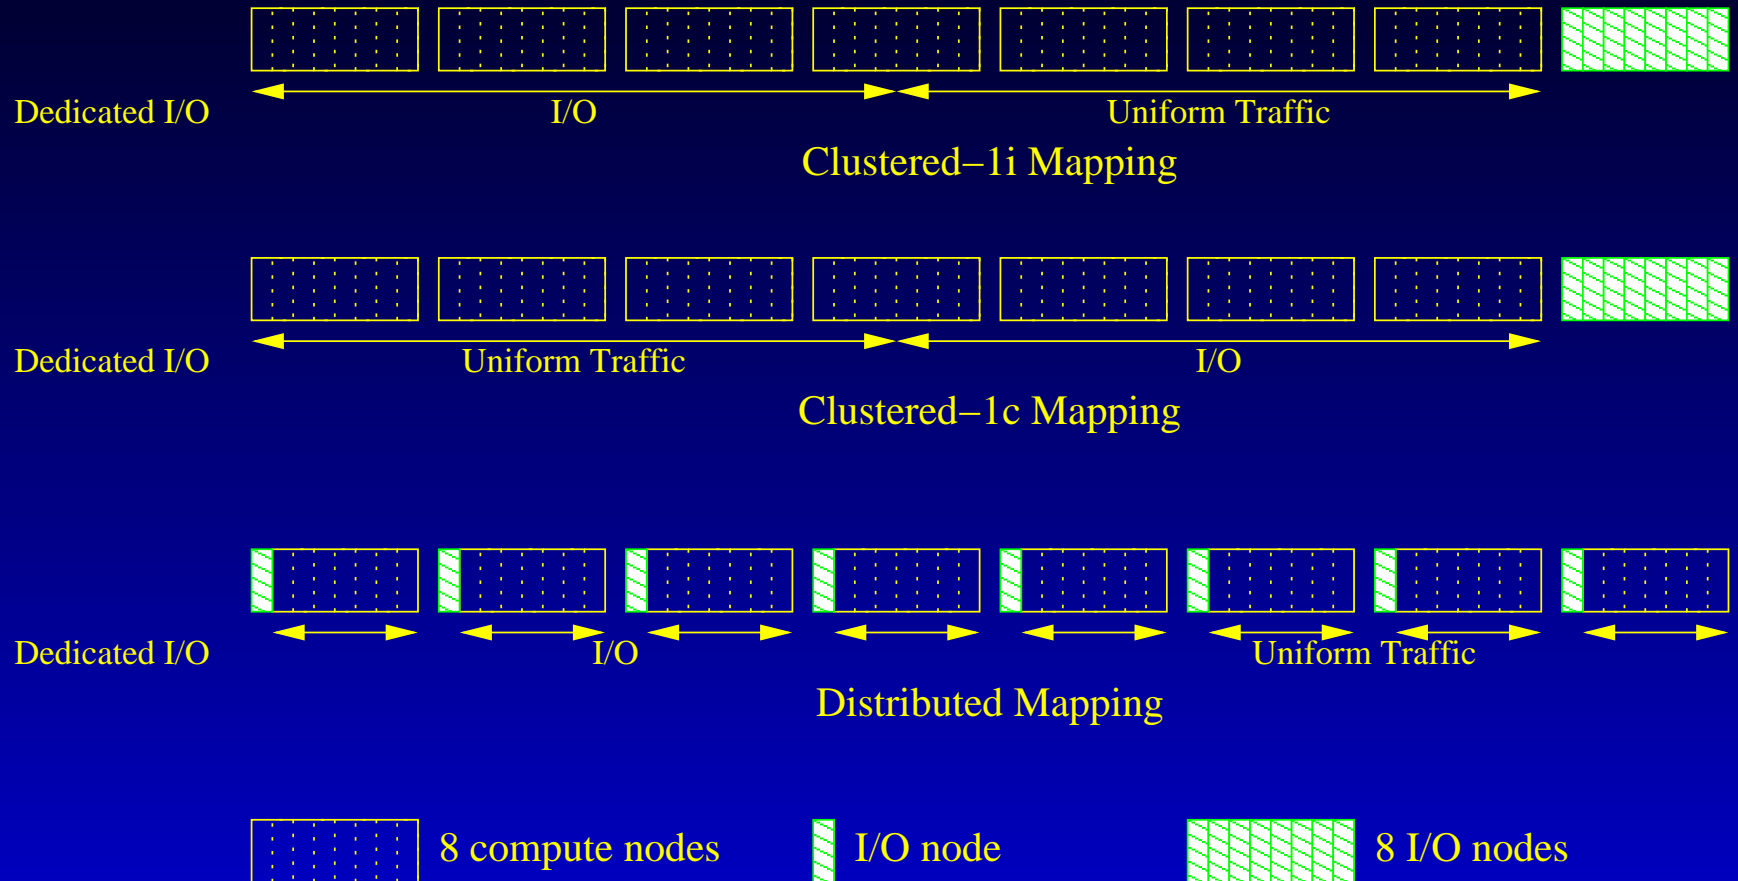 Dedicated I/O
I/O
Uniform Traffic
Clustered−1i Mapping
Dedicated I/O
Uniform Traffic
I/O
Clustered−1c Mapping
Dedicated I/O
I/O
Uniform Traffic
Distributed Mapping
8 compute nodes
I/O node
8 I/O nodes